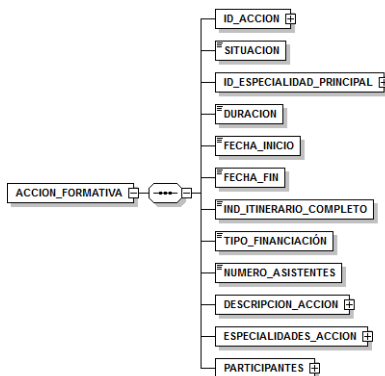 ID_ACCION
SITUACION
ID_ESPECIALIDAD_PRINCIPAL
DURACION
FECHA_INICIO
ACCION_FORMATIVA
FECHA_FIN
IND_ITINERARIO_COMPLETO
TIPO_FINANCIACIÓN
NUMERO_ASISTENTES
DESCRIPCION_ACCION
ESPECIALIDADES_ACCION
PARTICIPANTES